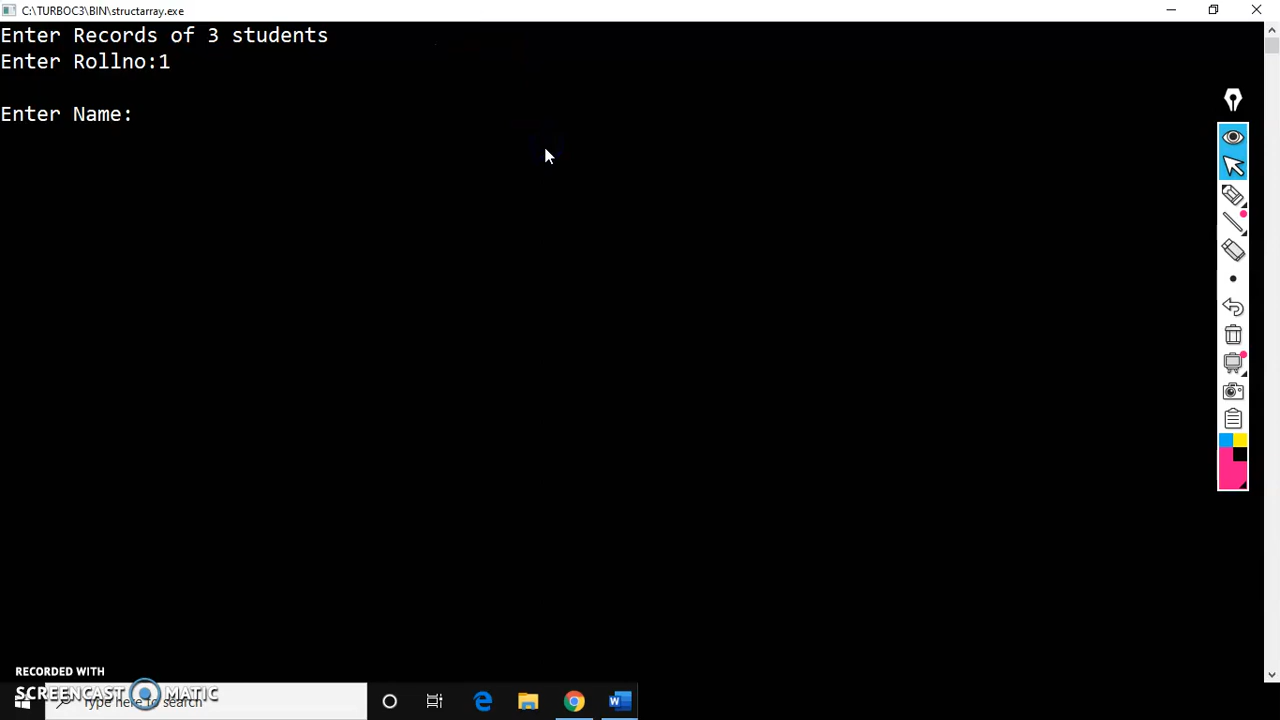 C:\TURBOC3\BIN\structarray.exe
Enter Records of 3 students
Enter Rollno:1
Enter Name:
RECORDED WITH
SCREENCAST MATIC
Type here to search
W